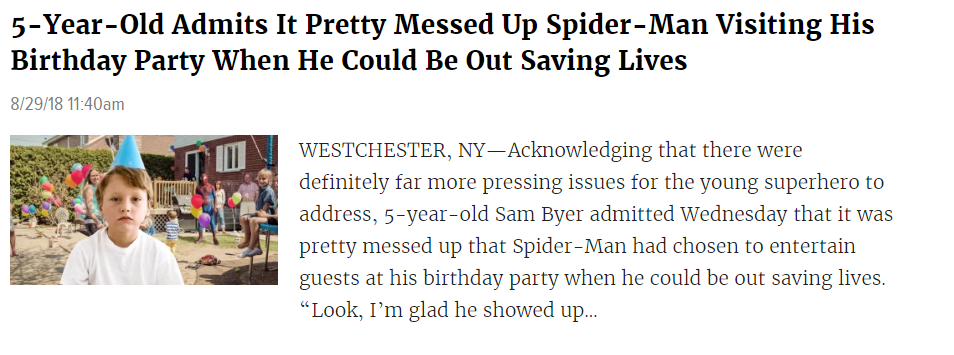 5-Year-Old Admits It Pretty Messed Up Spider-Man Visiting His
Birthday Party When He Could Be Out Saving Lives
8/29/18 11:40am
WESTCHESTER, NY—Acknowledging that there were
definitely far more pressing issues for the young superhero to
address, 5-year-old Sam Byer admitted Wednesday that it was
pretty messed up that Spider-Man had chosen to entertain
guests at his birthday party when he could be out saving lives.
“Look, I’m glad he showed up...